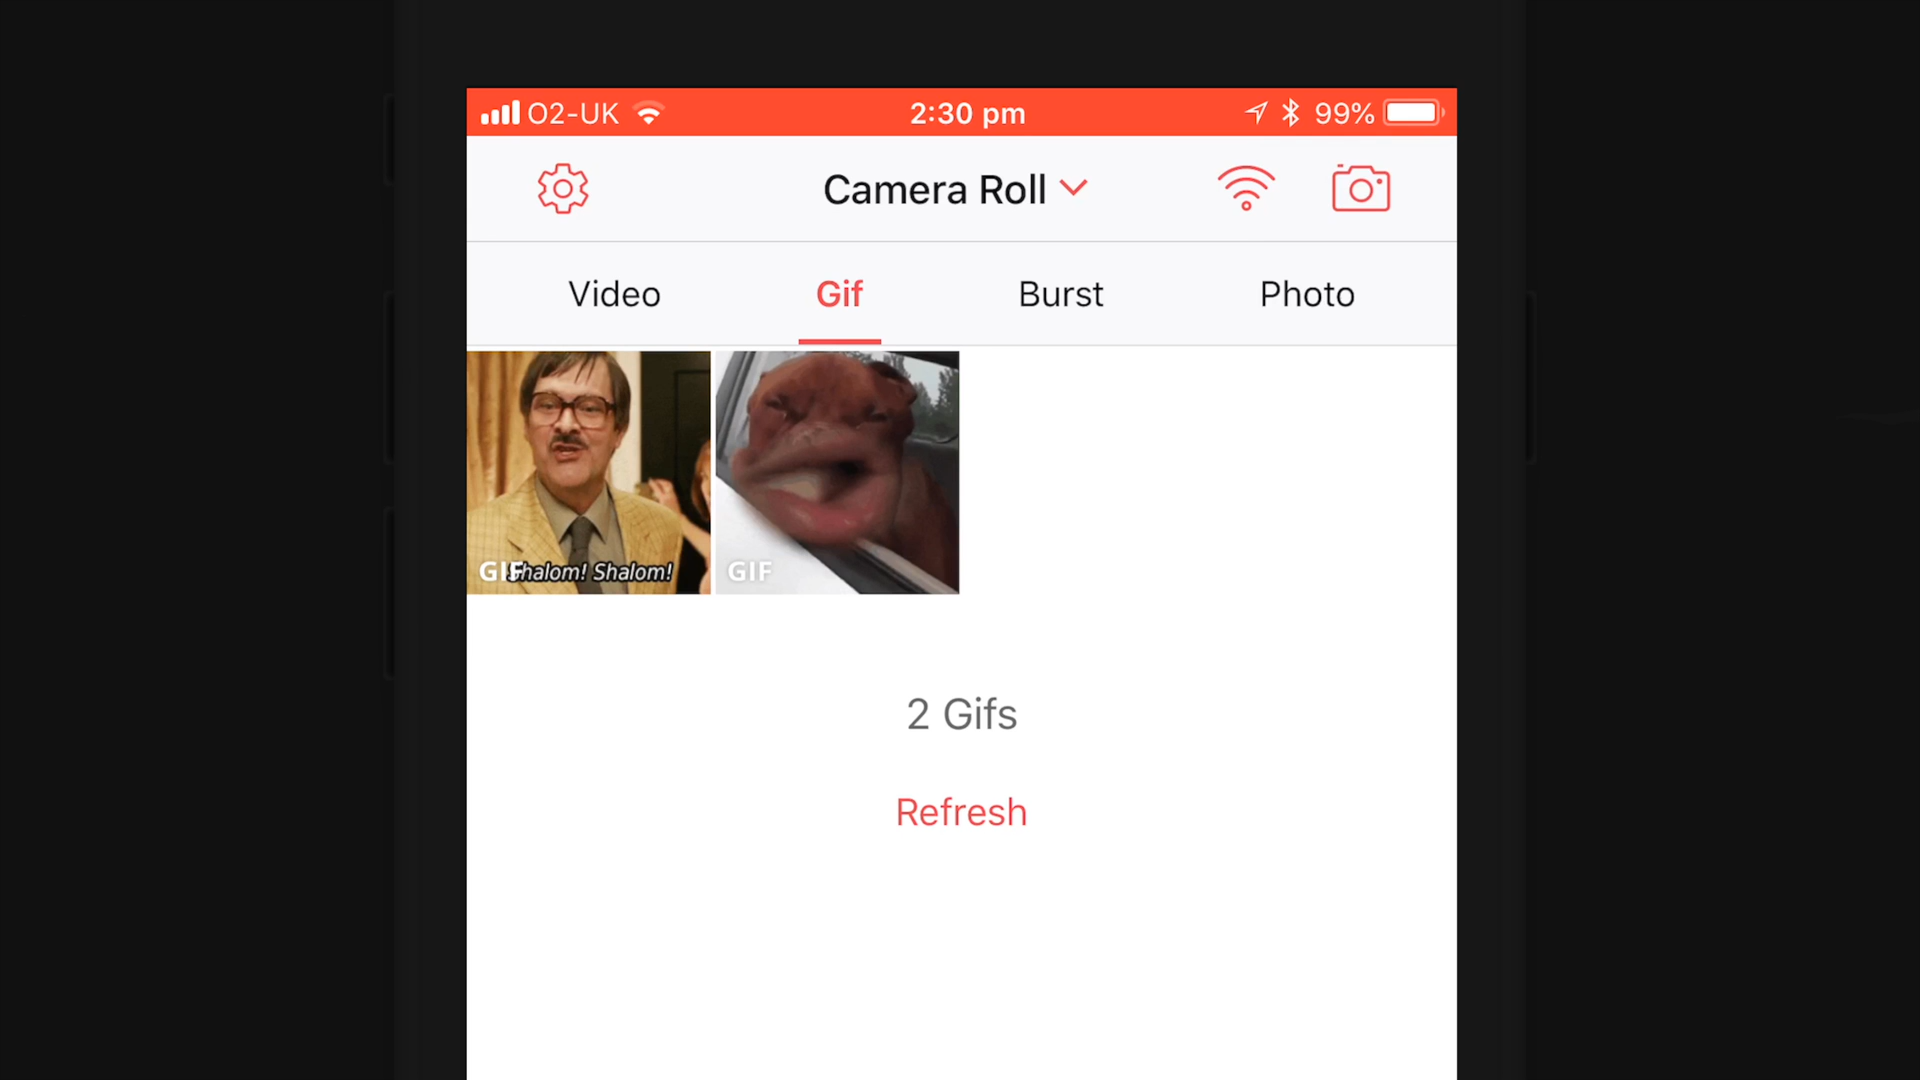 O2-UK 2:30 pm 99%
Camera Roll
Video Gif Burst Photo
GIF Shalom! Shalom! GIF
2 Gifs
Refresh